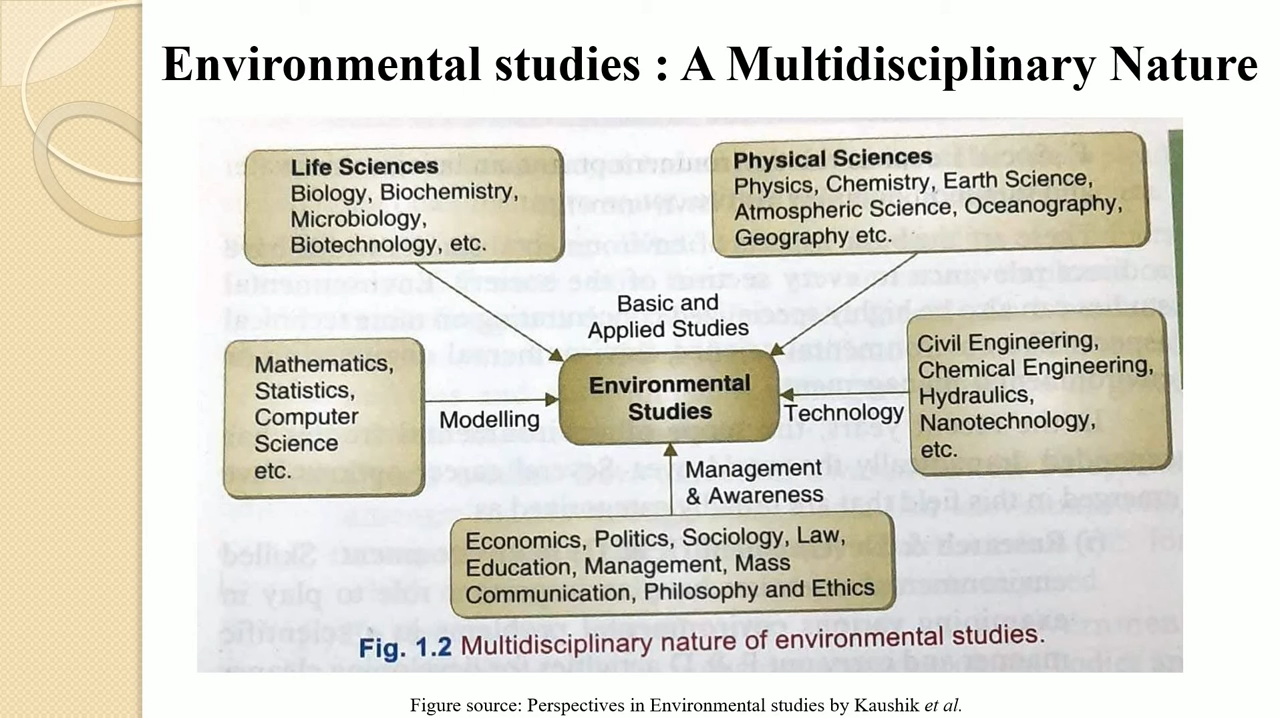 Environmental studies : A Multidisciplinary Nature
Life Sciences
Biology, Biochemistry,
Microbiology,
Biotechnology, etc.
Physical Sciences
Physics, Chemistry, Earth Science,
Atmospheric Science, Oceanography,
Geography etc.
Basic and
Applied Studies
Mathematics,
Statistics,
Computer
Science
etc.
Modelling
Environmental
Studies
Technology
Civil Engineering,
Chemical Engineering,
Hydraulics,
Nanotechnology,
etc.
Management
& Awareness
Economics, Politics, Sociology, Law,
Education, Management, Mass
Communication, Philosophy and Ethics
Fig. 1.2 Multidisciplinary nature of environmental studies.
Figure source: Perspectives in Environmental studies by Kaushik et al.